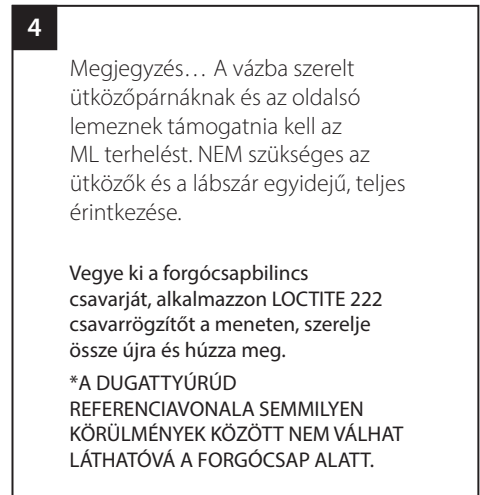 4
Megjegyzés… A vázba szerelt
ütközőpárnáknak és az oldalsó
lemeznek támogatnia kell az
ML terhelést. NEM szükséges az
ütközők és a lábszár egyidejű, teljes
érintkezése.
Vegye ki a forgócsapbilincs
csavarját, alkalmazzon LOCTITE 222
csavarrögzítőt a meneten, szerelje
össze újra és húzza meg.
*A DUGATTYÚRÚD
REFERENCIAVONALA SEMMILYEN
KÖRÜLMÉNYEK KÖZÖTT NEM VÁLHAT
LÁTHATÓVÁ A FORGÓCSAP ALATT.